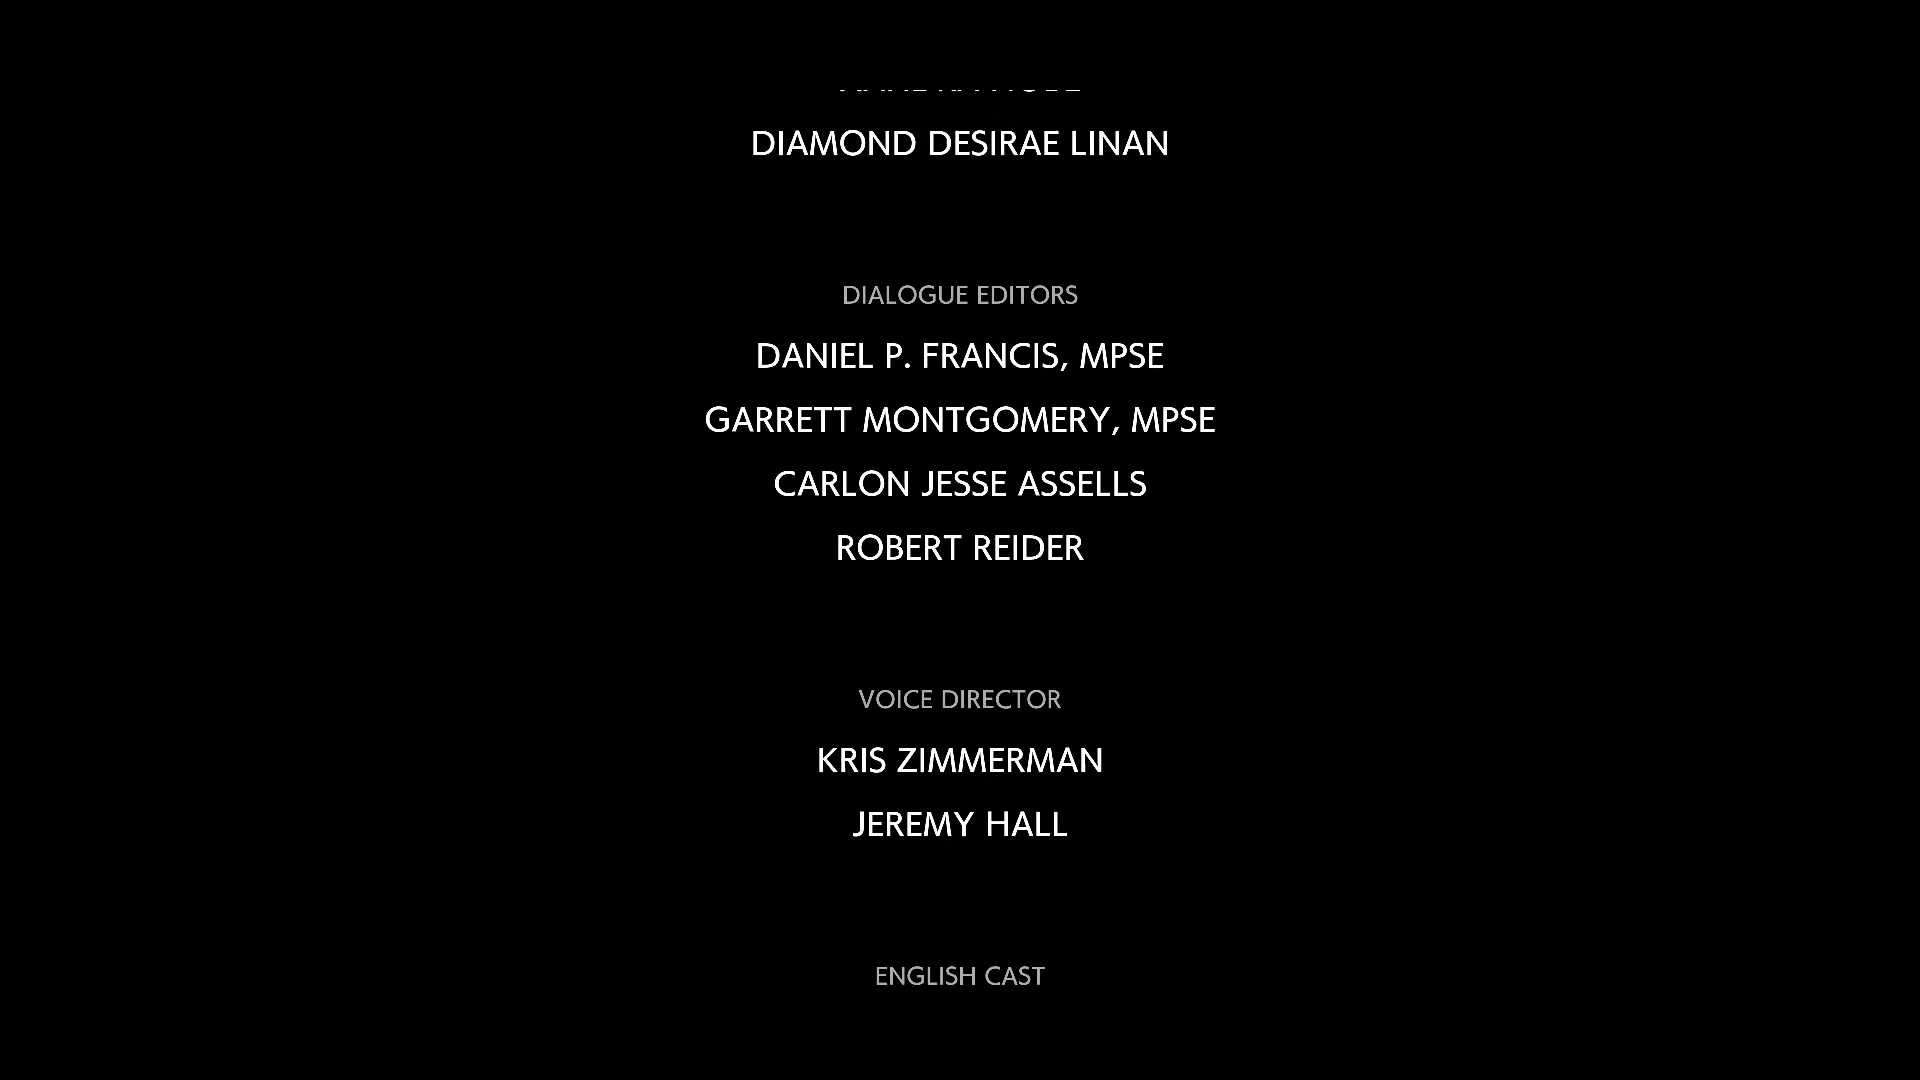 DIAMOND DESIRAE LINAN
DIALOGUE EDITORS
DANIEL P. FRANCIS, MPSE
GARRETT MONTGOMERY, MPSE
CARLON JESSE ASSELLS
ROBERT REIDER
VOICE DIRECTOR
KRIS ZIMMERMAN
JEREMY HALL
ENGLISH CAST